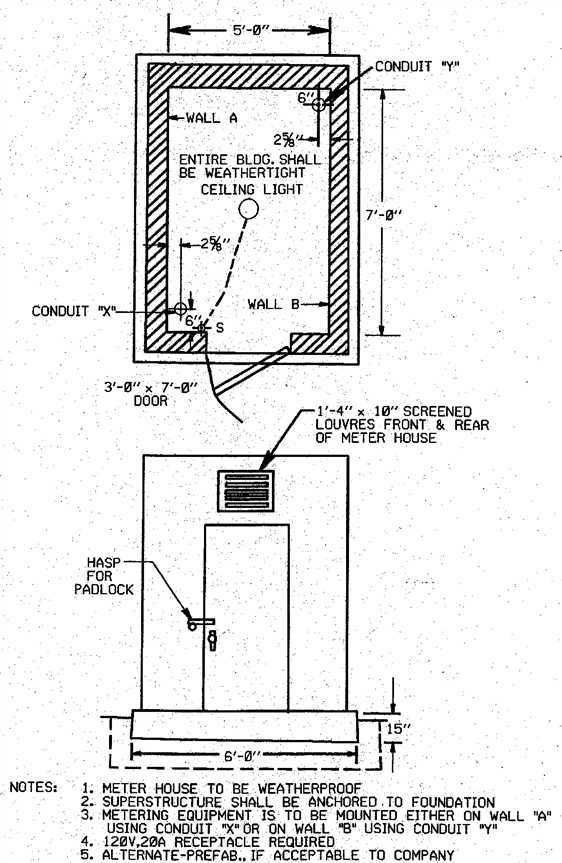 5'-0"
CONDUIT "Y"
6"
WALL A
2⅝"
ENTIRE BLDG. SHALL
BE WEATHERTIGHT
CEILING LIGHT
7'-0"
2⅝"
CONDUIT "X"
6"
WALL B
S
3'-0" x 7'-0"
DOOR
1'-4" x 10" SCREENED
LOUVRES FRONT & REAR
OF METER HOUSE
HASP
FOR
PADLOCK
15"
6'-0"
NOTES: 1. METER HOUSE TO BE WEATHERPROOF
2. SUPERSTRUCTURE SHALL BE ANCHORED TO FOUNDATION
3. METERING EQUIPMENT IS TO BE MOUNTED EITHER ON WALL "A"
USING CONDUIT "X" OR ON WALL "B" USING CONDUIT "Y"
4. 120V,20A RECEPTACLE REQUIRED
5. ALTERNATE-PREFAB., IF ACCEPTABLE TO COMPANY